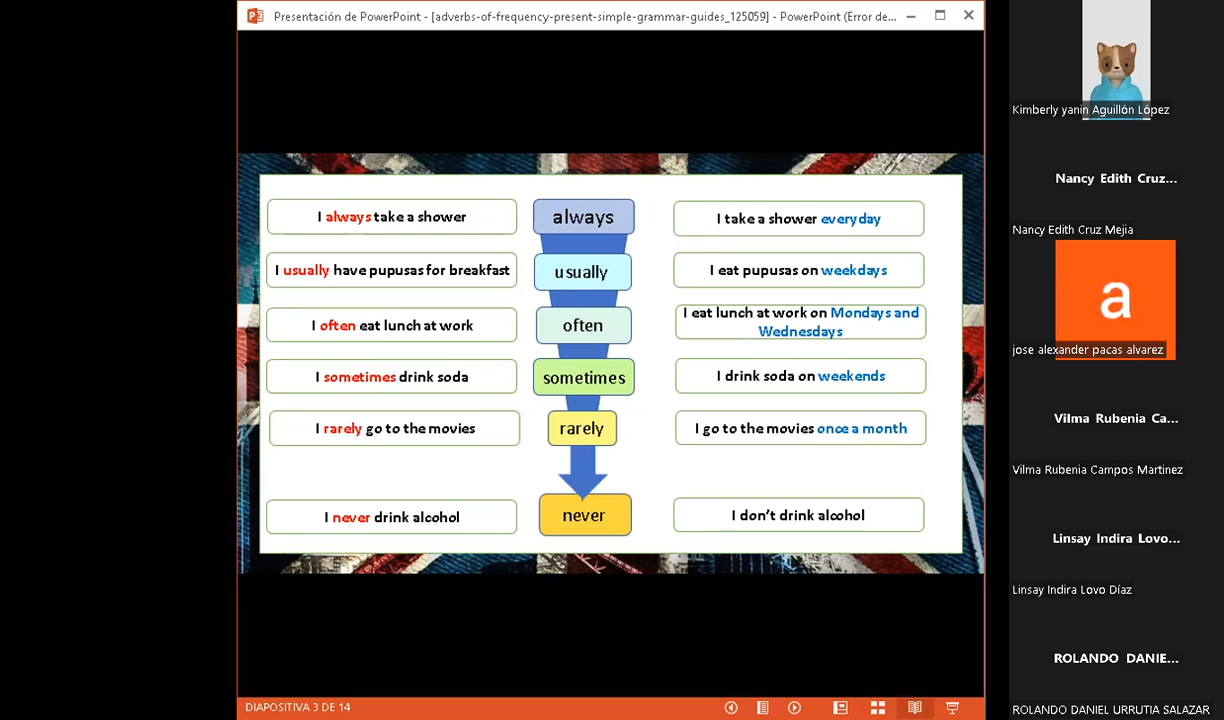 Presentación de PowerPoint - [adverbs-of-frequency-present-simple-grammar-guides_125059] - PowerPoint (Error de...
I always take a shower
always
I take a shower everyday
I usually have pupusas for breakfast
usually
I eat pupusas on weekdays
I often eat lunch at work
often
I eat lunch at work on Mondays and
Wednesdays
I sometimes drink soda
sometimes
I drink soda on weekends
I rarely go to the movies
rarely
I go to the movies once a month
I never drink alcohol
never
I don't drink alcohol
DIAPOSITIVA 3 DE 14
Kimberly yanin Aguillón López
Nancy Edith Cruz...
Nancy Edith Cruz Mejia
a
jose alexander pacas alvarez
Vilma Rubenia Ca...
Vilma Rubenia Campos Martinez
Linsay Indira Lovo...
Linsay Indira Lovo Díaz
ROLANDO DANIE...
ROLANDO DANIEL URRUTIA SALAZAR